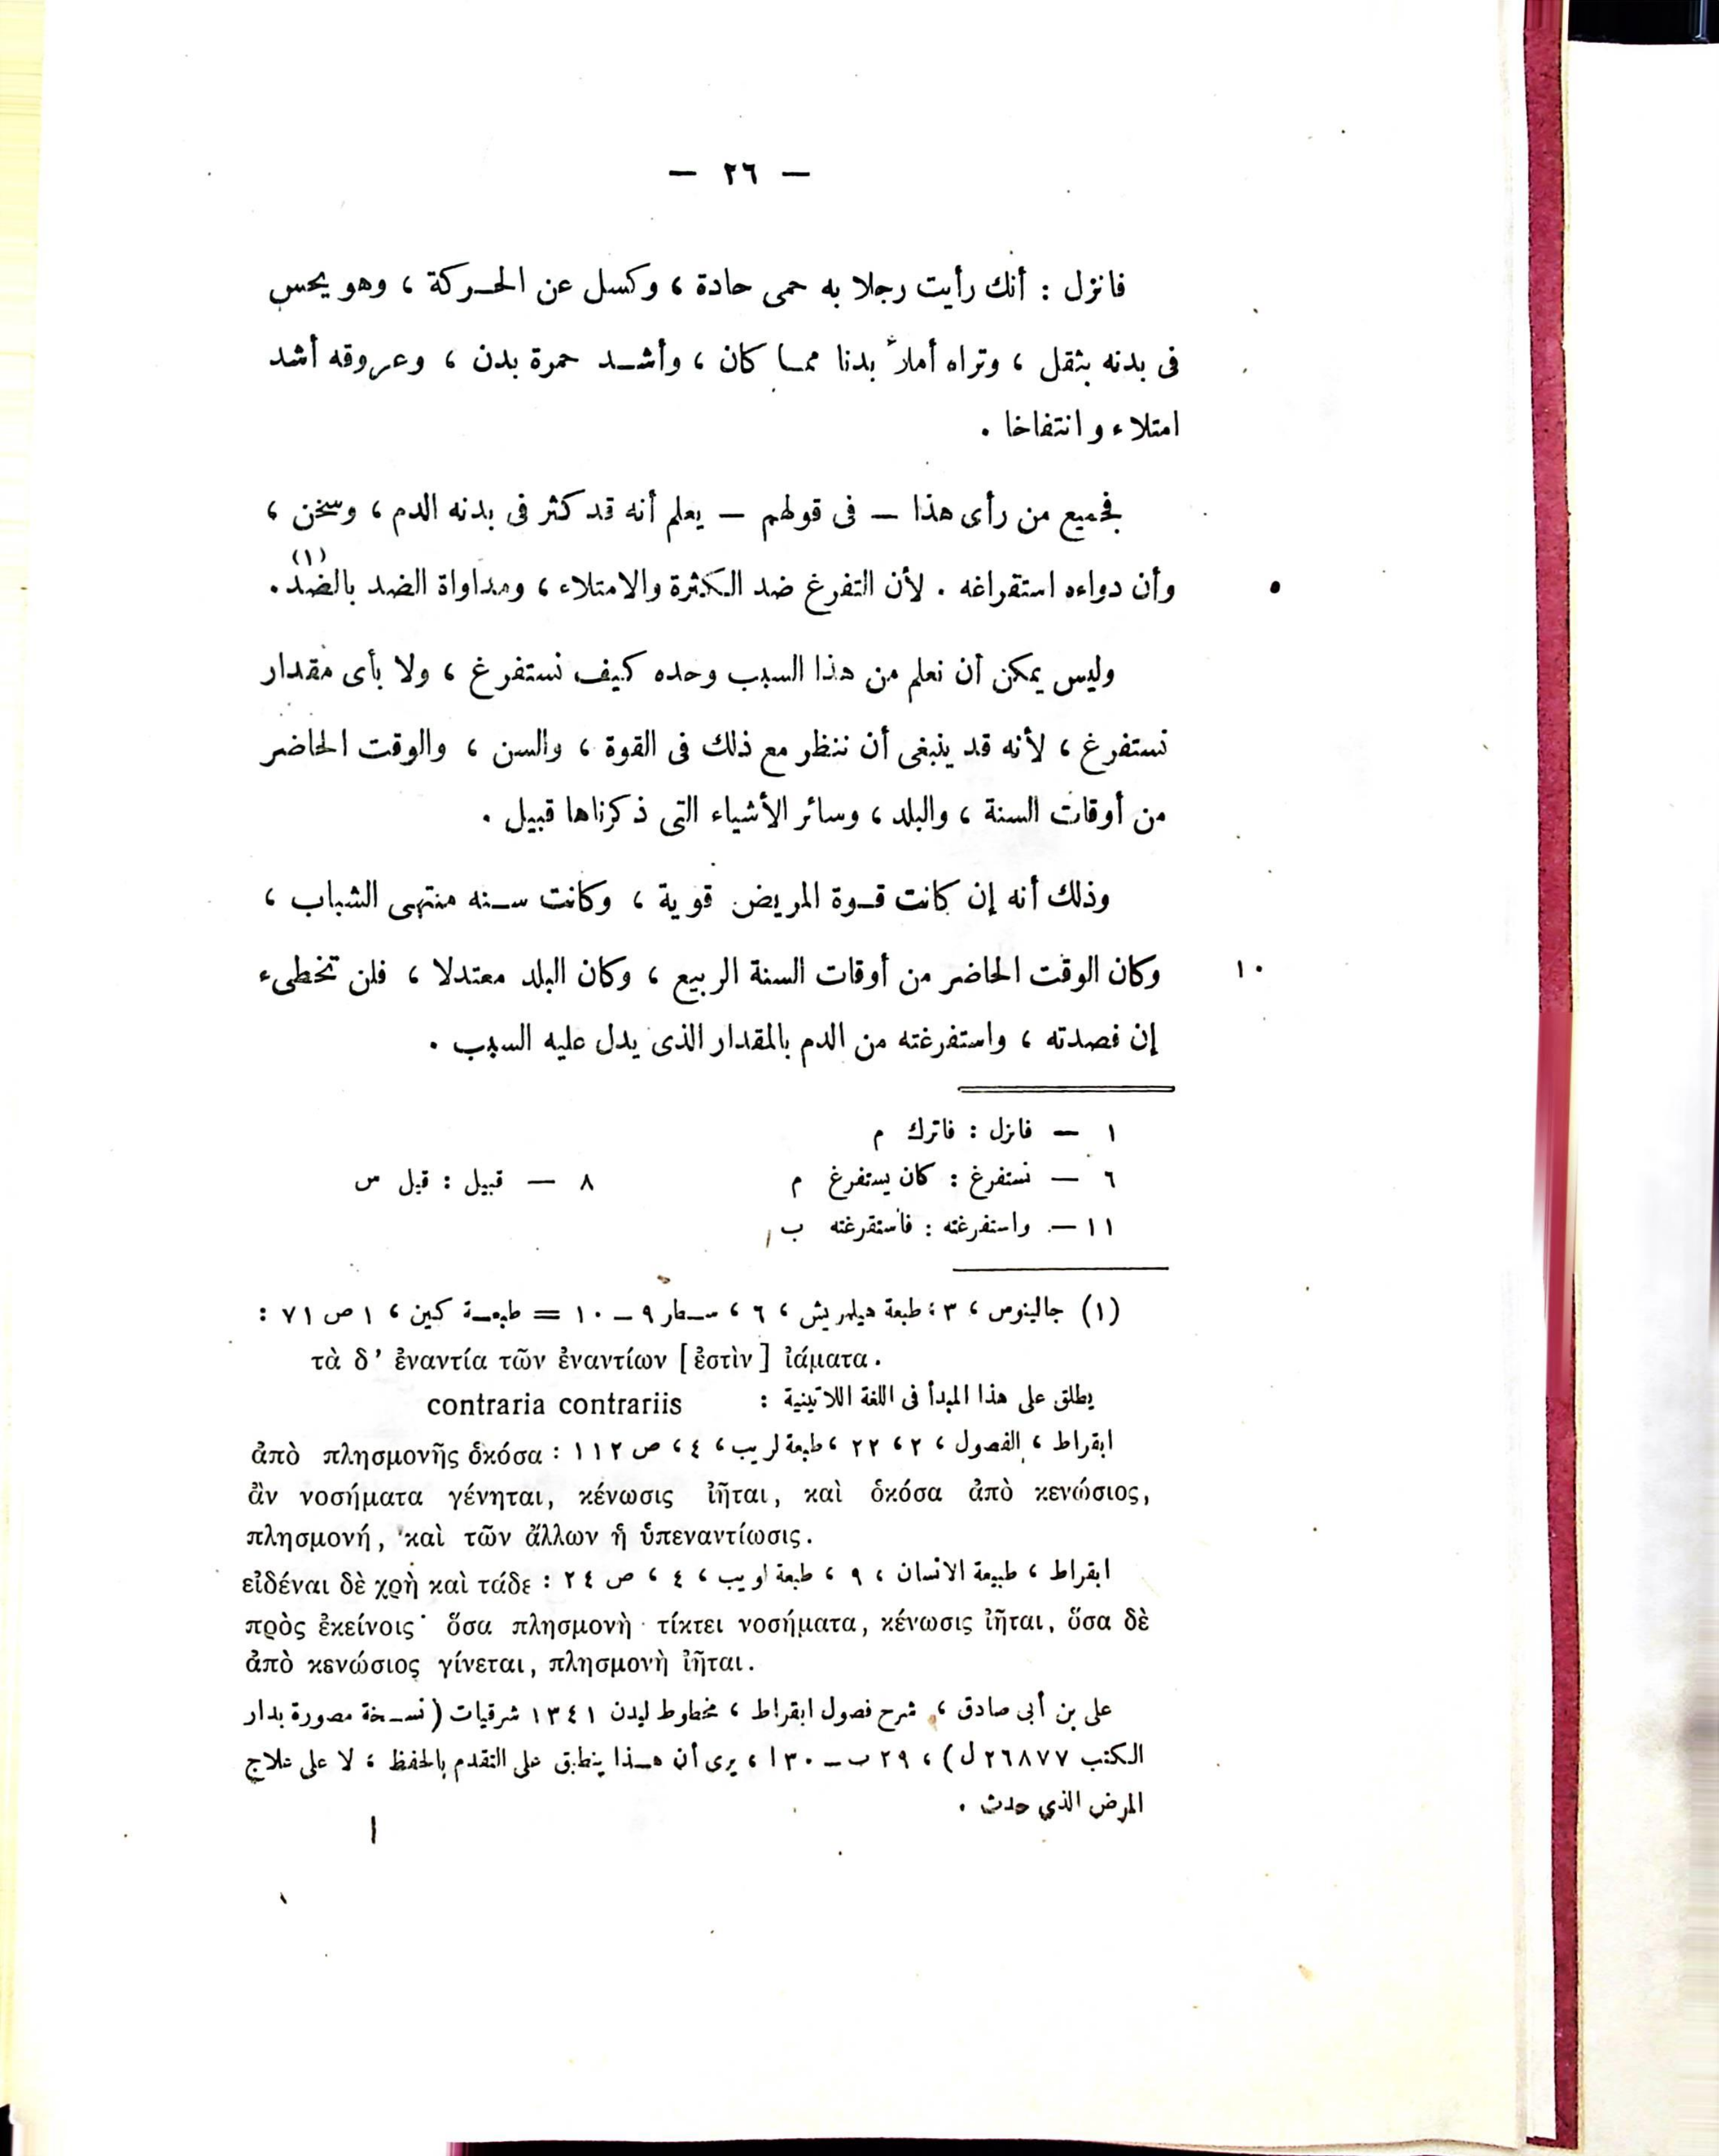 — ٢٦ —
فانزل : أنك رأيت رجلا به حمى حادة ، وكسل عن الحركة ، وهو يحس
فى بدنه بثقل ، وتراه أملأ بدنا مما كان ، وأشد حمرة بدن ، وعروقه أشد
امتلاء وانتفاخا .
فجميع من رأى هذا — فى قولهم — يعلم أنه قد كثر فى بدنه الدم ، وسخن ،
وأن دواءه استفراغه . لأن التفرغ ضد الكثرة والامتلاء ، ومداواة الضد بالضد(١) . ٥
وليس يمكن أن نعلم من هذا السبب وحده كيف نستفرغ ، ولا بأى مقدار
نستفرغ ، لأنه قد ينبغى أن ننظر مع ذلك فى القوة ، والسن ، والوقت الحاضر
من أوقات السنة ، والبلد ، وسائر الأشياء التى ذكرناها قبيل .
وذلك أنه إن كانت قوة المريض قوية ، وكانت سنه منتهى الشباب ،
وكان الوقت الحاضر من أوقات السنة الربيع ، وكان البلد معتدلا ، فلن تخطىء ١٠
إن فصدته ، واستفرغته من الدم بالمقدار الذى يدل عليه السبب .
١ — فانزل : فاترك م
٦ — نستفرغ : كان يستفرغ م ٨ — قبيل : قبل س
١١ — واستفرغته : فاستفرغته ب
(١) جالينوس ، ٣ ؛ طبعة هيلمريش ، ٦ ، سطر ٩ – ١٠ = طبعة كين ، ١ ص ٧١ :
τὰ δ’ ἐναντία τῶν ἐναντίων [ἐστὶν] ἰάματα.
يطلق على هذا المبدأ فى اللغة اللاتينية : contraria contrariis
ابقراط ، الفصول ، ٢ ، ٢٢ ، طبعة لويب ، ٤ ، ص ١١٢ : ἀπὸ πλησμονῆς ὁκόσα
ἂν νοσήματα γένηται, κένωσις ἰῆται, καὶ ὁκόσα ἀπὸ κενώσιος,
πλησμονή, καὶ τῶν ἄλλων ἡ ὑπεναντίωσις.
ابقراط ، طبيعة الانسان ، ٩ ، طبعة لويب ، ٤ ، ص ٢٤ : εἰδέναι δὲ χρὴ καὶ τάδε
πρὸς ἐκείνοις˙ ὅσα πλησμονὴ τίκτει νοσήματα, κένωσις ἰῆται, ὅσα δὲ
ἀπὸ κενώσιος γίνεται, πλησμονὴ ἰῆται.
على بن أبى صادق ، شرح فصول ابقراط ، مخطوط ليدن ١٣٤١ شرقيات ( نسخة مصورة بدار
الكتب ٢٦٨٧٧ ل ) ، ٢٩ ب – ٣٠ ا ، يرى أن هذا ينطبق على التقدم بالحفظ ، لا على علاج
المرض الذي حدث .